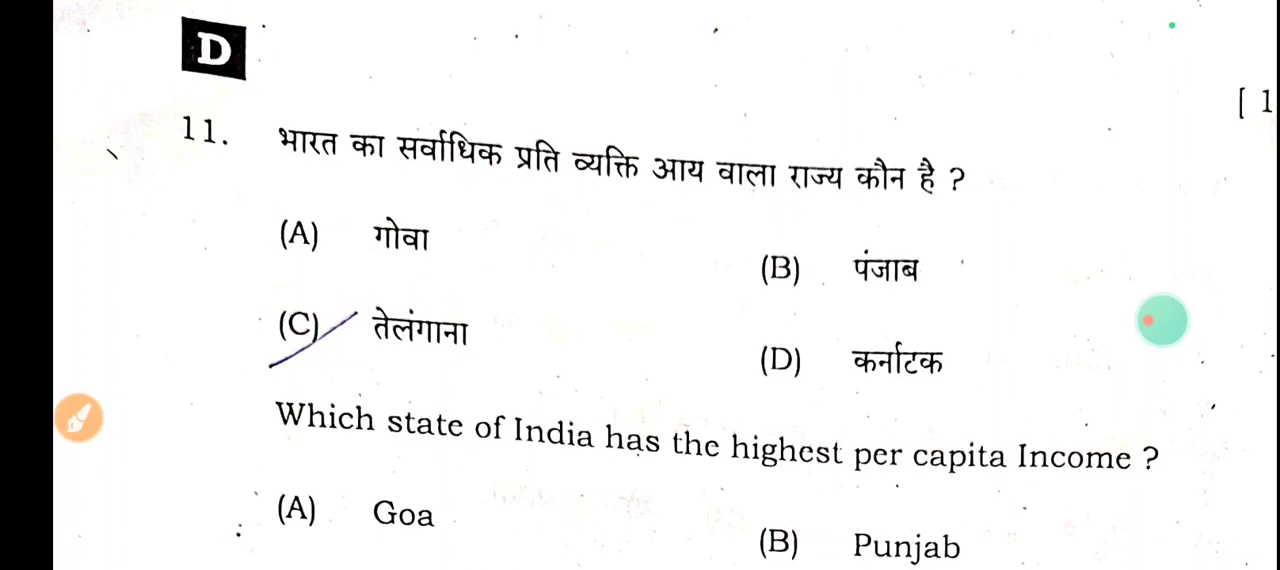 D
[ 1
11. भारत का सर्वाधिक प्रति व्यक्ति आय वाला राज्य कौन है ?
(A) गोवा
(B) पंजाब
(C) तेलंगाना
(D) कर्नाटक
Which state of India has the highest per capita Income ?
(A) Goa
(B) Punjab